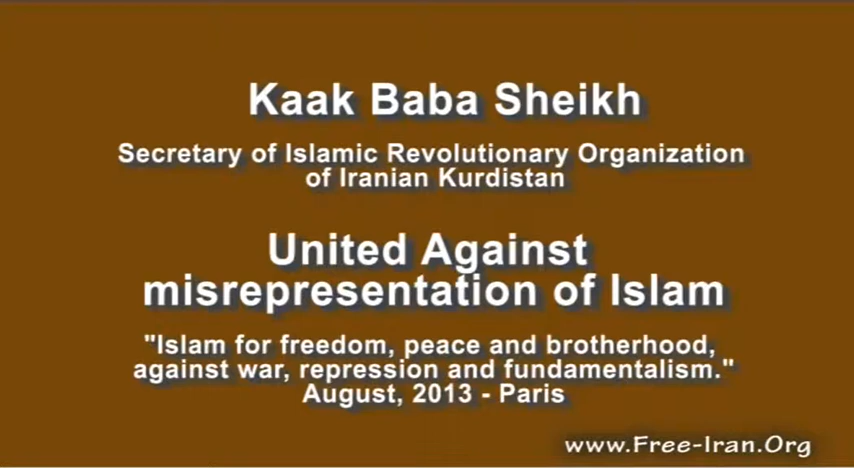 Kaak Baba Sheikh
Secretary of Islamic Revolutionary Organization
of Iranian Kurdistan
United Against
misrepresentation of Islam
"Islam for freedom, peace and brotherhood,
against war, repression and fundamentalism."
August, 2013 - Paris
www.Free-Iran.Org